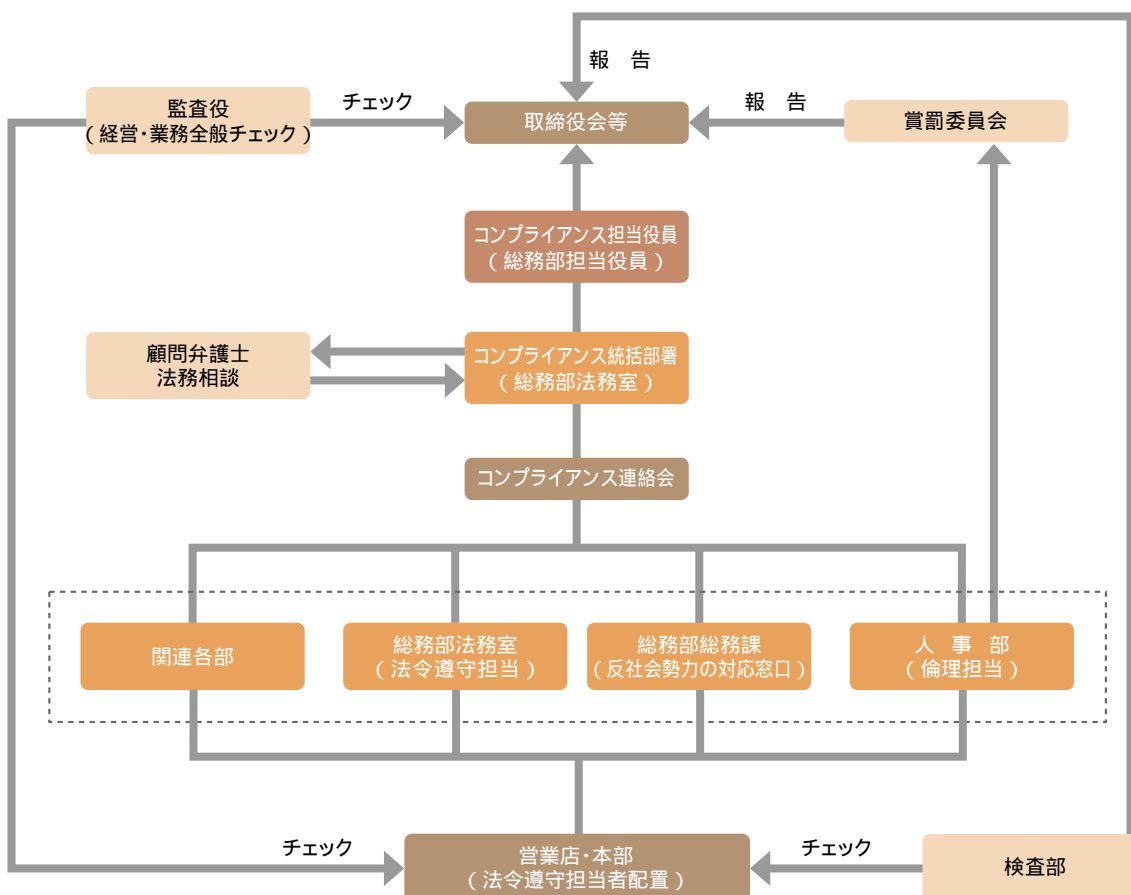 報　告
監査役
（経営・業務全般チェック）
チェック
取締役会等
報　告
賞罰委員会
コンプライアンス担当役員
（総務部担当役員）
顧問弁護士
法務相談
コンプライアンス統括部署
（総務部法務室）
コンプライアンス連絡会
関連各部
総務部法務室
（法令遵守担当）
総務部総務課
（反社会勢力の対応窓口）
人　事　部
（倫理担当）
チェック
営業店・本部
（法令遵守担当者配置）
チェック
検査部